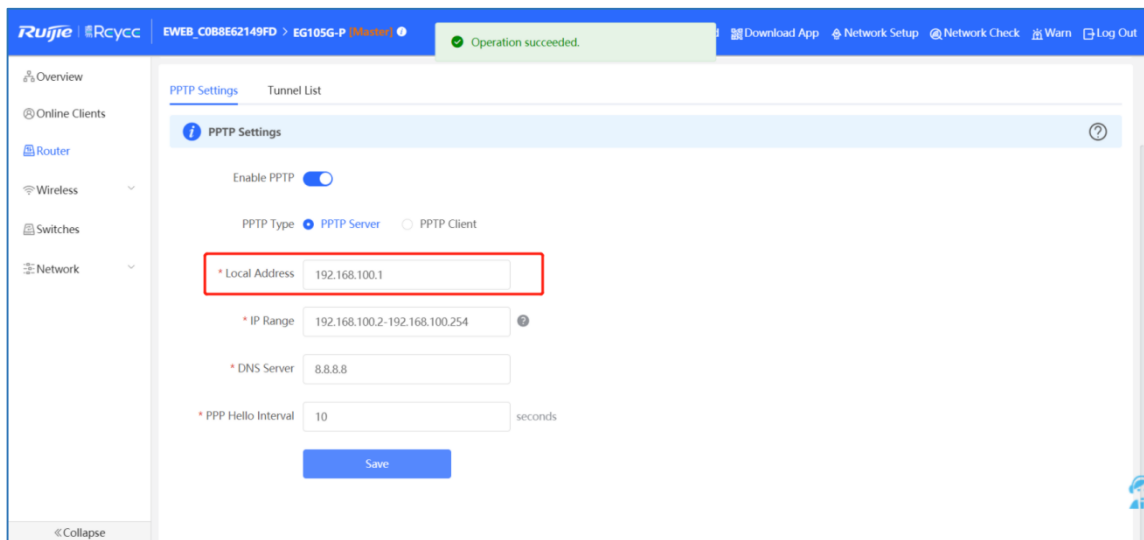 Ruijie | Rcycc EWEB_C0B8E62149FD > EG105G-P [Master]
Operation succeeded.
Download App Network Setup Network Check Warn Log Out
Overview
Online Clients
Router
Wireless
Switches
Network
PPTP Settings Tunnel List
PPTP Settings
Enable PPTP
PPTP Type PPTP Server PPTP Client
* Local Address 192.168.100.1
* IP Range 192.168.100.2-192.168.100.254
* DNS Server 8.8.8.8
* PPP Hello Interval 10 seconds
Save
«Collapse